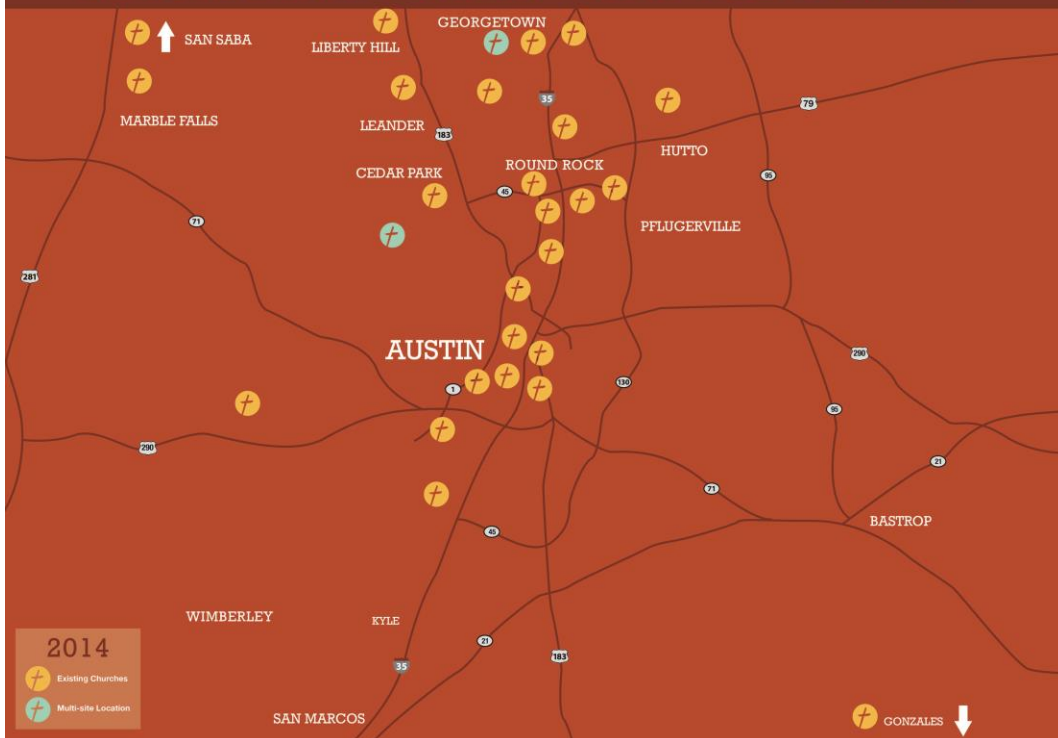 GEORGETOWN
SAN SABA
LIBERTY HILL
35
79
MARBLE FALLS
LEANDER
183
HUTTO
ROUND ROCK
CEDAR PARK
95
45
71
PFLUGERVILLE
281
AUSTIN
290
130
1
95
290
21
71
BASTROP
45
WIMBERLEY
KYLE
21
2014
183
35
Existing Churches
Multi-site Location
SAN MARCOS
GONZALES